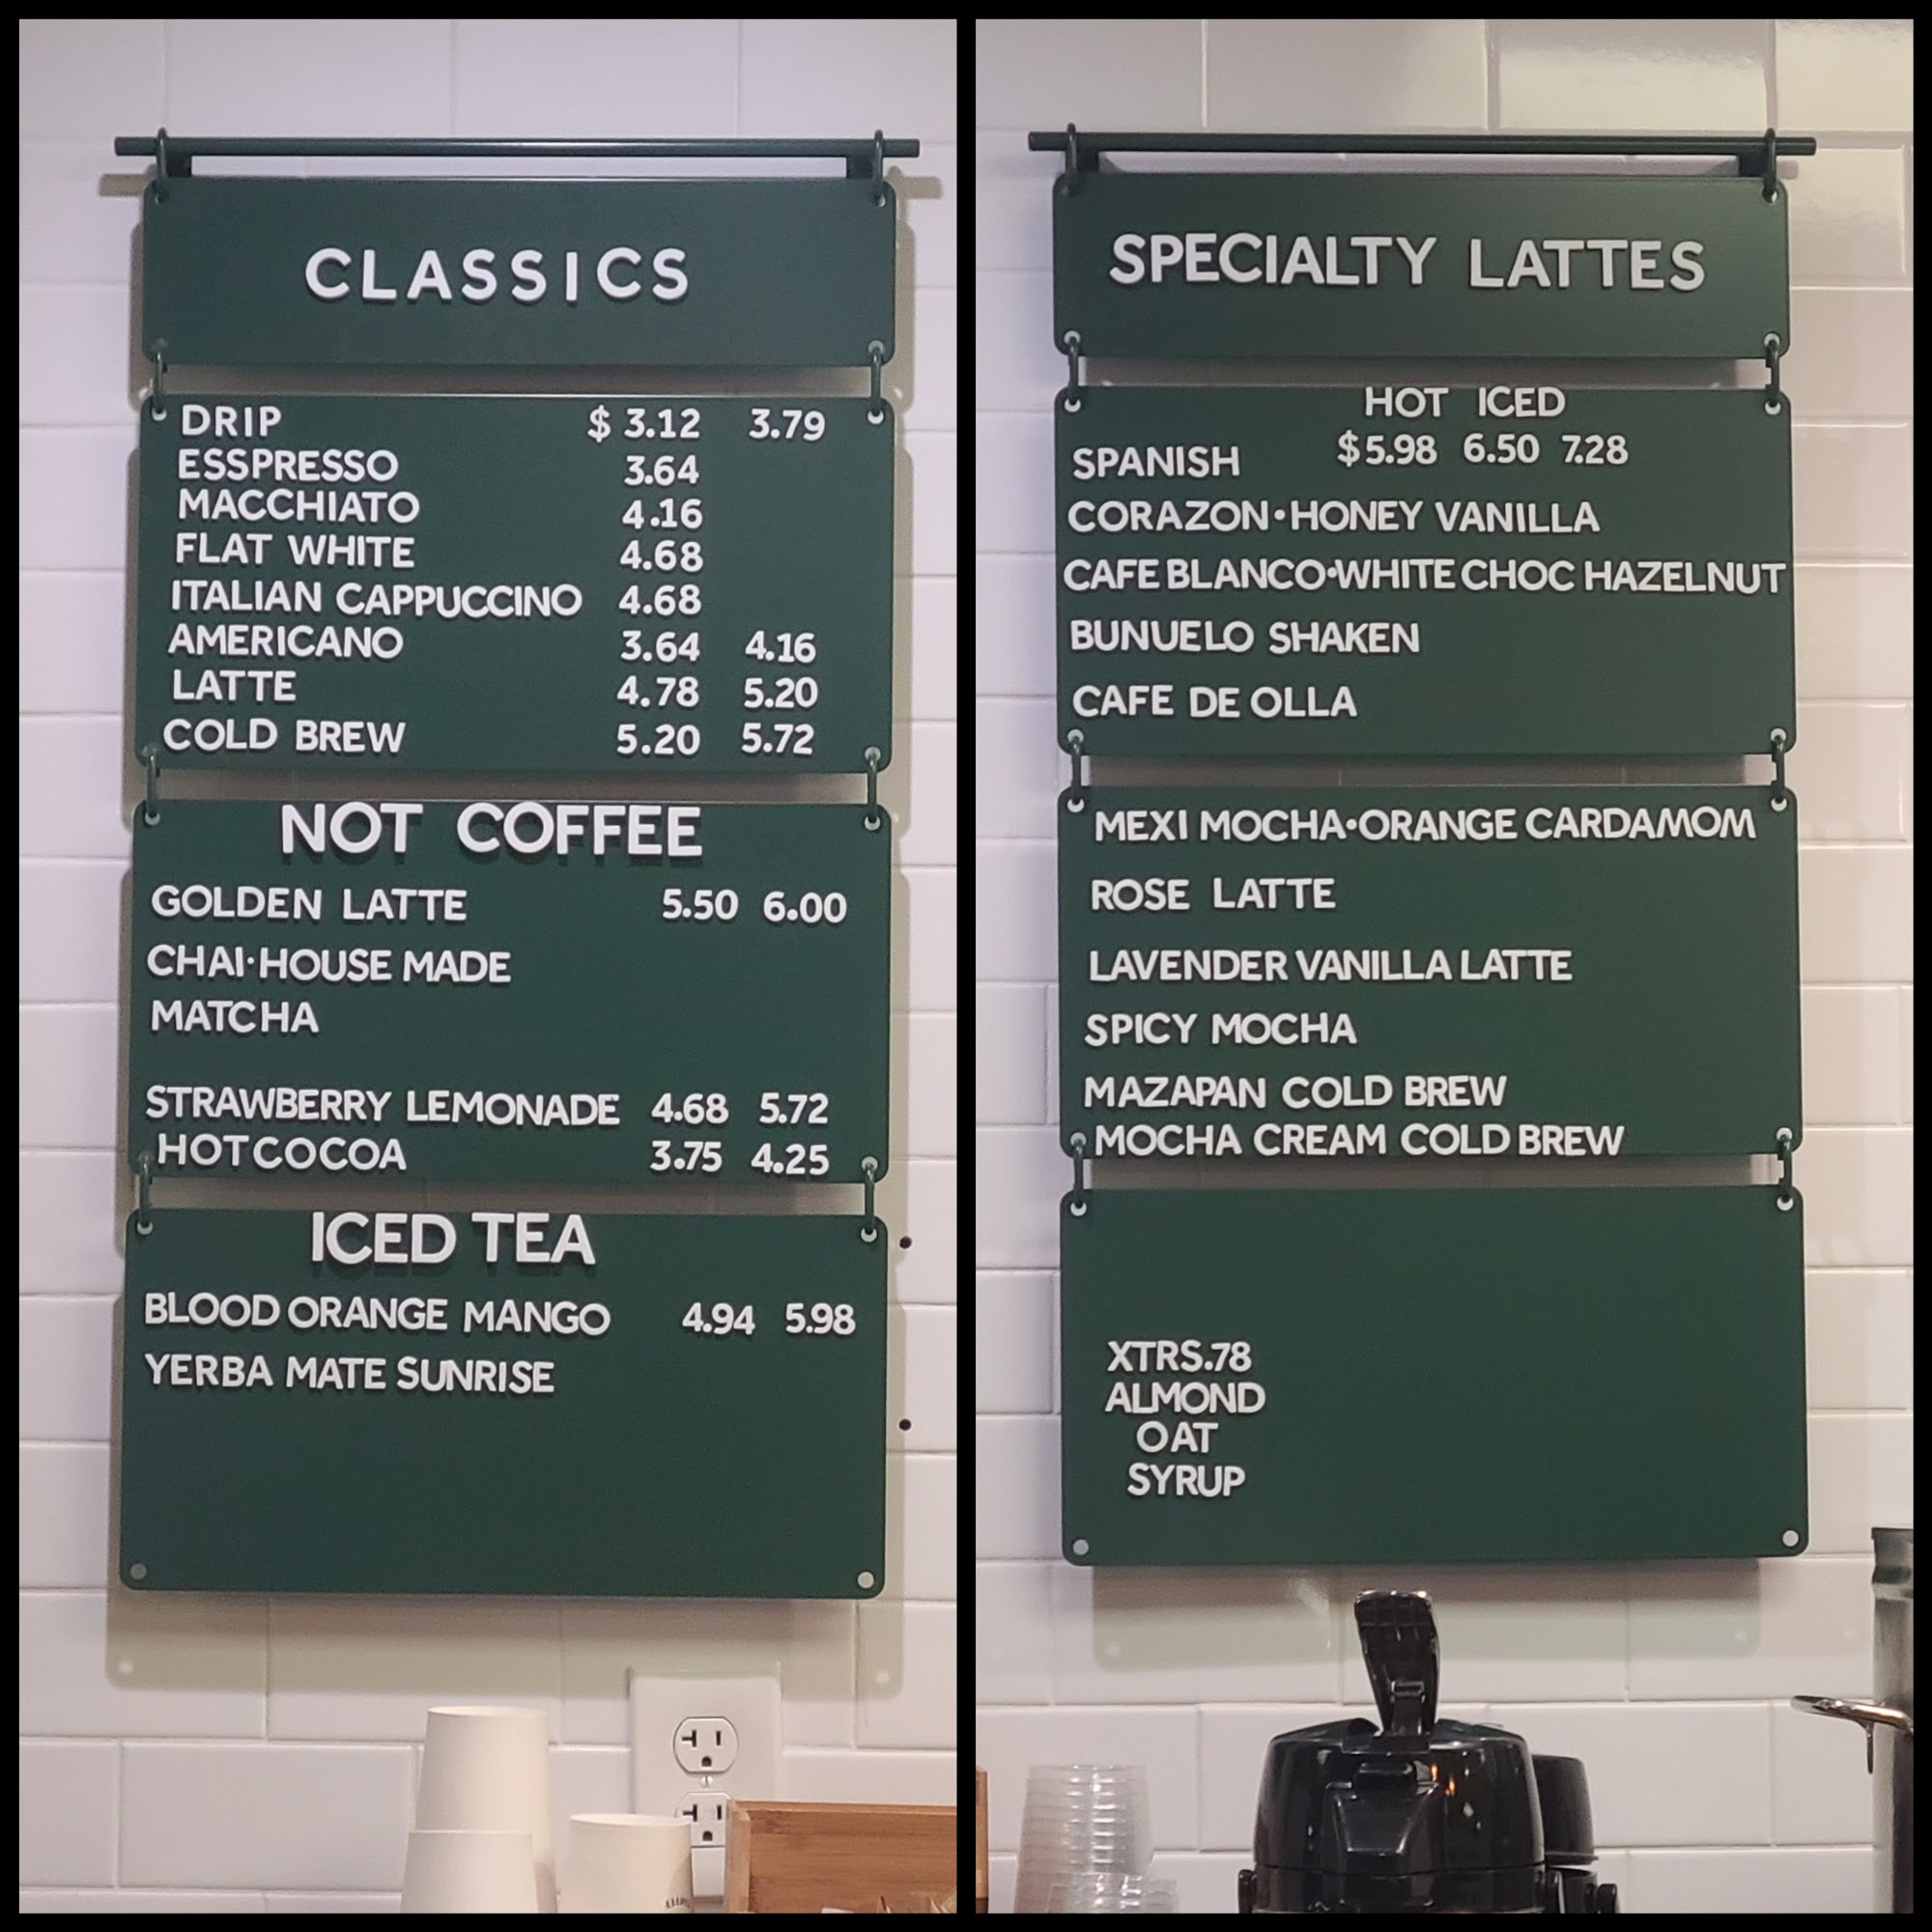 CLASSICS
DRIP $ 3.12 3.79
ESSPRESSO 3.64
MACCHIATO 4.16
FLAT WHITE 4.68
ITALIAN CAPPUCCINO 4.68
AMERICANO 3.64 4.16
LATTE 4.78 5.20
COLD BREW 5.20 5.72
NOT COFFEE
GOLDEN LATTE 5.50 6.00
CHAI·HOUSE MADE
MATCHA
STRAWBERRY LEMONADE 4.68 5.72
HOT COCOA 3.75 4.25
ICED TEA
BLOOD ORANGE MANGO 4.94 5.98
YERBA MATE SUNRISE
SPECIALTY LATTES
HOT ICED
SPANISH $5.98 6.50 7.28
CORAZON·HONEY VANILLA
CAFE BLANCO·WHITE CHOC HAZELNUT
BUNUELO SHAKEN
CAFE DE OLLA
MEXI MOCHA·ORANGE CARDAMOM
ROSE LATTE
LAVENDER VANILLA LATTE
SPICY MOCHA
MAZAPAN COLD BREW
MOCHA CREAM COLD BREW
XTRS .78
ALMOND
OAT
SYRUP